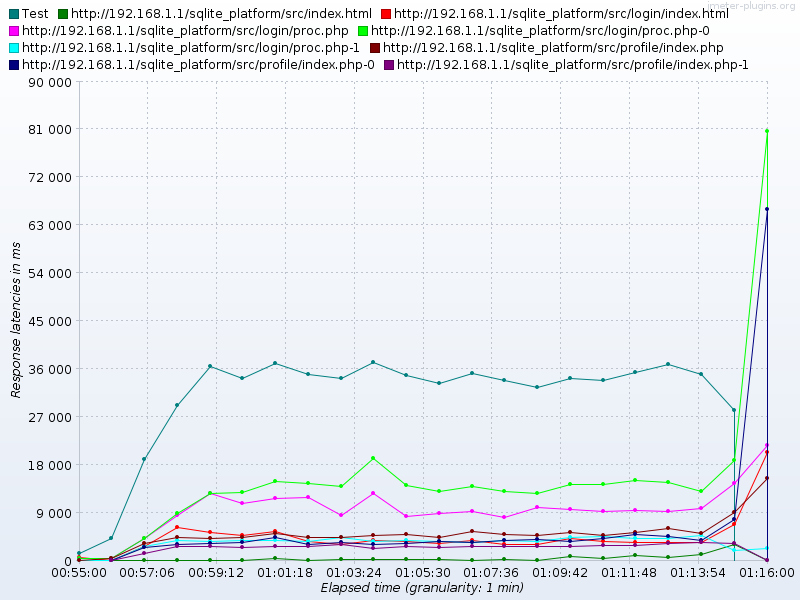 jmeter-plugins.org
Test http://192.168.1.1/sqlite_platform/src/index.html http://192.168.1.1/sqlite_platform/src/login/index.html
http://192.168.1.1/sqlite_platform/src/login/proc.php http://192.168.1.1/sqlite_platform/src/login/proc.php-0
http://192.168.1.1/sqlite_platform/src/login/proc.php-1 http://192.168.1.1/sqlite_platform/src/profile/index.php
http://192.168.1.1/sqlite_platform/src/profile/index.php-0 http://192.168.1.1/sqlite_platform/src/profile/index.php-1
90 000
81 000
72 000
63 000
54 000
45 000
36 000
27 000
18 000
9 000
0
Response latencies in ms
00:55:00 00:57:06 00:59:12 01:01:18 01:03:24 01:05:30 01:07:36 01:09:42 01:11:48 01:13:54 01:16:00
Elapsed time (granularity: 1 min)